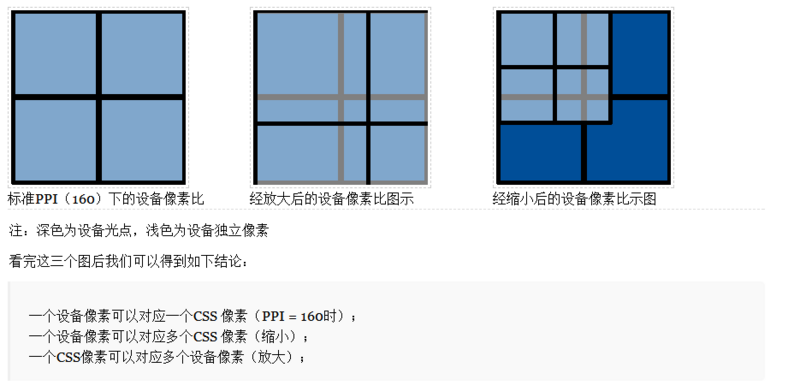 标准PPI（160）下的设备像素比
经放大后的设备像素比图示
经缩小后的设备像素比示图
注：深色为设备光点，浅色为设备独立像素
看完这三个图后我们可以得到如下结论：
一个设备像素可以对应一个CSS 像素（PPI = 160时）；
一个设备像素可以对应多个CSS 像素（缩小）；
一个CSS像素可以对应多个设备像素（放大）；